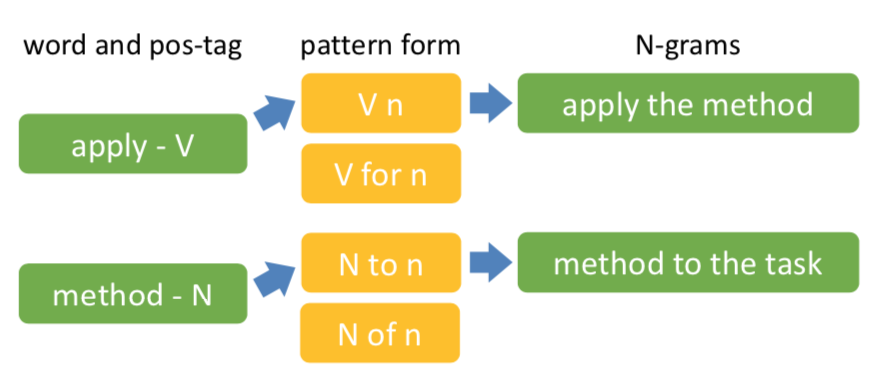 word and pos-tag
pattern form
N-grams
apply - V
V n
V for n
apply the method
method - N
N to n
N of n
method to the task